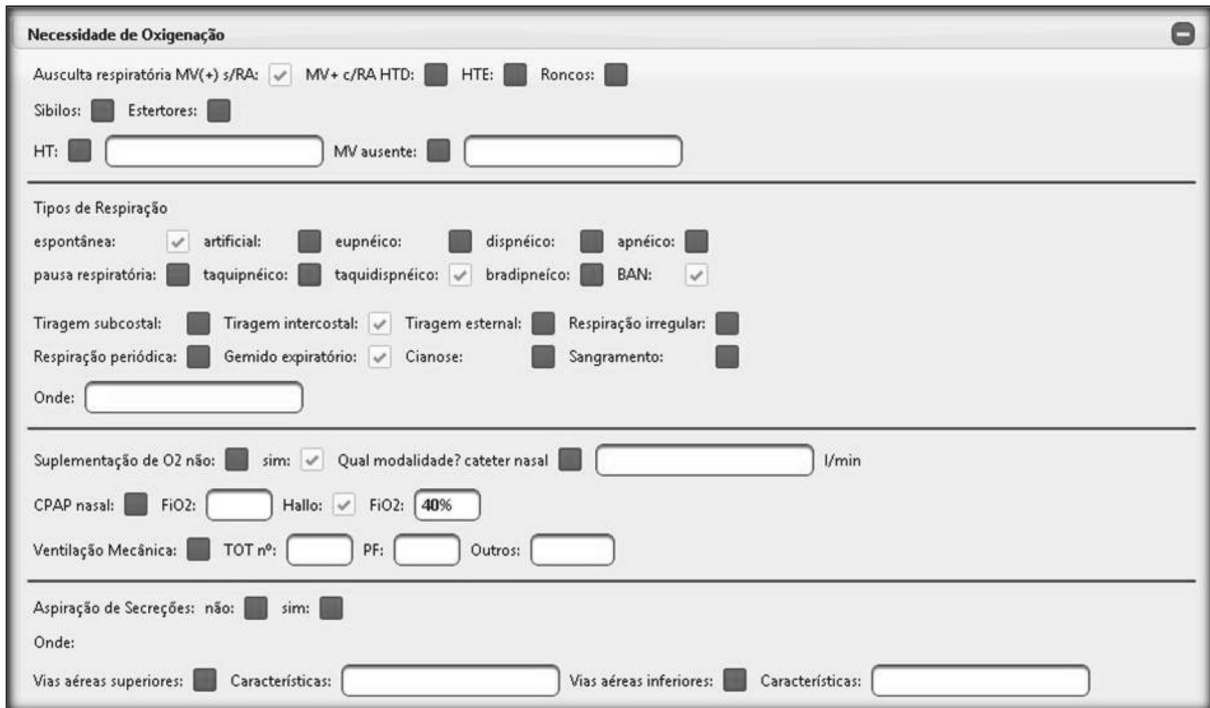 Necessidade de Oxigenação
Ausculta respiratória MV(+) s/RA: MV+ c/RA HTD: HTE: Roncos:
Sibilos: Estertores:
HT: MV ausente:
Tipos de Respiração
espontânea: artificial: eupnéico: dispnéico: apnéico:
pausa respiratória: taquipnéico: taquidispnéico: bradipneíco: BAN:
Tiragem subcostal: Tiragem intercostal: Tiragem esternal: Respiração irregular:
Respiração periódica: Gemido expiratório: Cianose: Sangramento:
Onde:
Suplementação de O2 não: sim: Qual modalidade? cateter nasal l/min
CPAP nasal: FiO2: Hallo: FiO2: 40%
Ventilação Mecânica: TOT nº: PF: Outros:
Aspiração de Secreções: não: sim:
Onde:
Vias aéreas superiores: Características: Vias aéreas inferiores: Características: